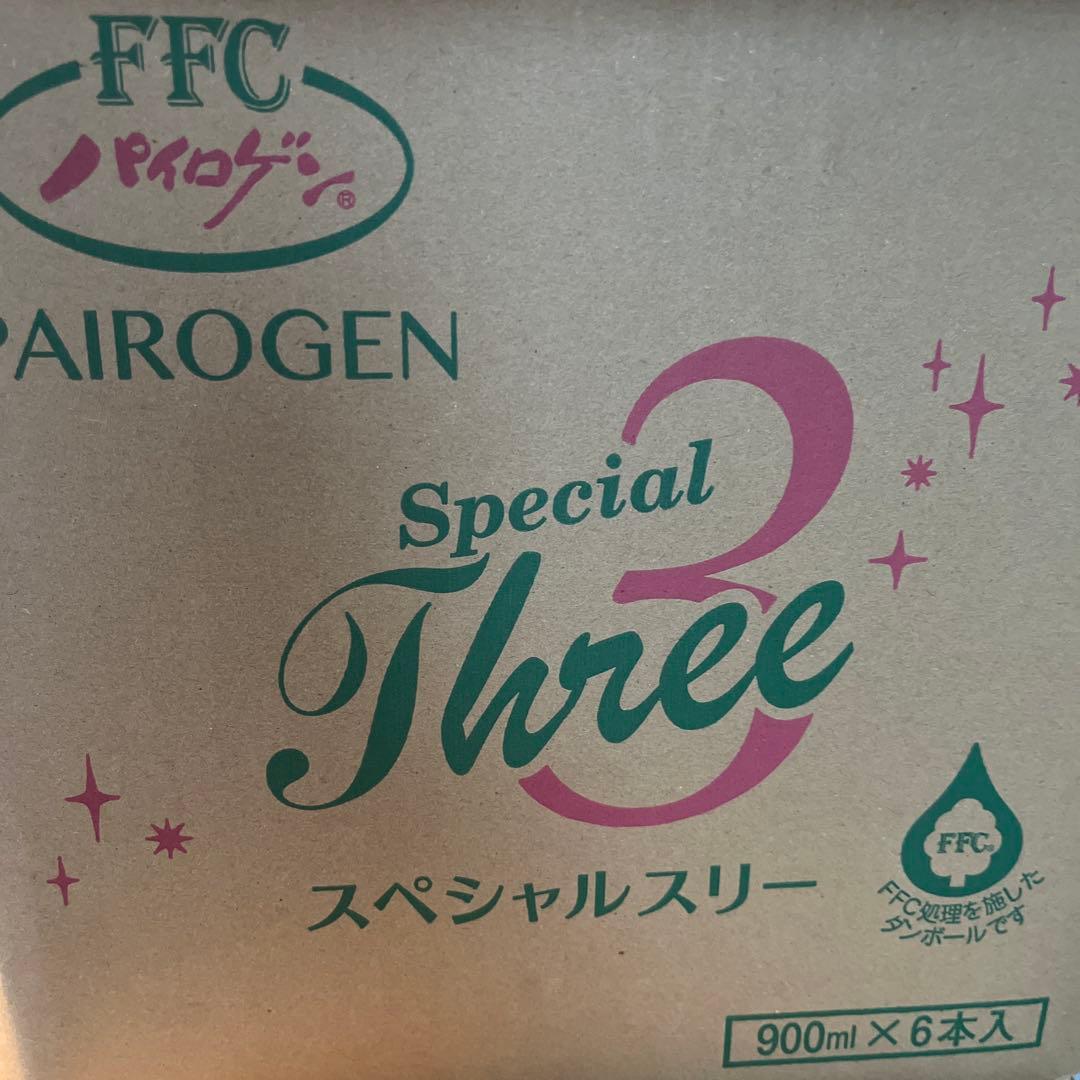 FFC
パイロゲン®
PAIROGEN
3
Special
Three
スペシャルスリー
FFC®
FFC処理を施した
ダンボールです
900ml×6本入